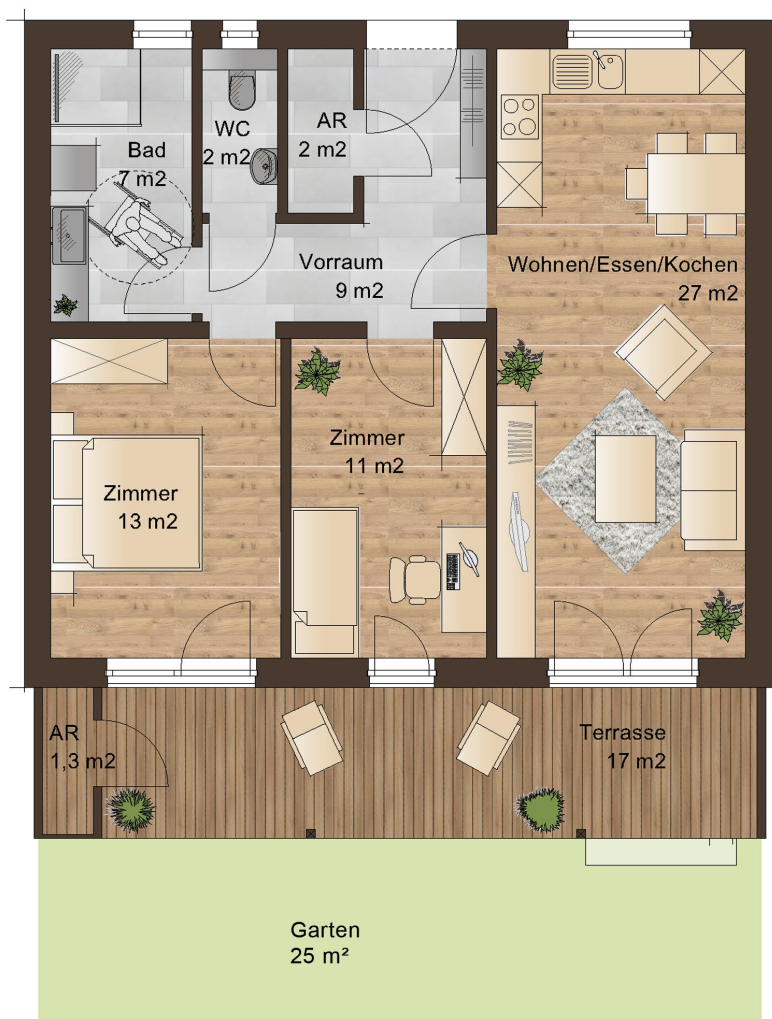 Bad
7 m2
WC
2 m2
AR
2 m2
Vorraum
9 m2
Wohnen/Essen/Kochen
27 m2
Zimmer
13 m2
Zimmer
11 m2
AR
1,3 m2
Terrasse
17 m2
Garten
25 m²